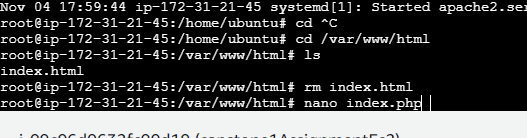 Nov 04 17:59:44 ip-172-31-21-45 systemd[1]: Started apache2.ser
root@ip-172-31-21-45:/home/ubuntu# cd ^C
root@ip-172-31-21-45:/home/ubuntu# cd /var/www/html
root@ip-172-31-21-45:/var/www/html# ls
index.html
root@ip-172-31-21-45:/var/www/html# rm index.html
root@ip-172-31-21-45:/var/www/html# nano index.php